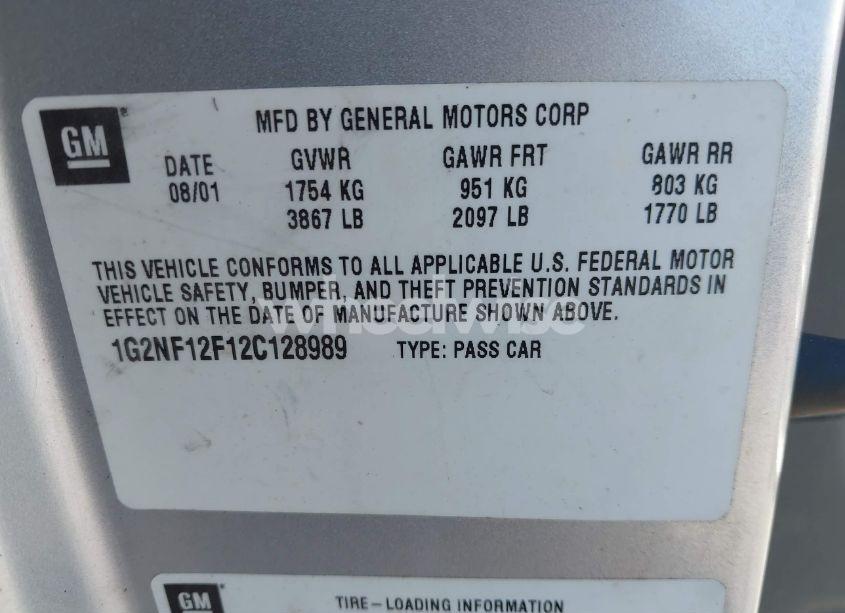 GM
MFD BY GENERAL MOTORS CORP
DATE GVWR GAWR FRT GAWR RR
08/01 1754 KG 951 KG 803 KG
3867 LB 2097 LB 1770 LB
THIS VEHICLE CONFORMS TO ALL APPLICABLE U.S. FEDERAL MOTOR
VEHICLE SAFETY, BUMPER, AND THEFT PREVENTION STANDARDS IN
EFFECT ON THE DATE OF MANUFACTURE SHOWN ABOVE.
wheelwise
1G2NF12F12C128989 TYPE: PASS CAR
GM
TIRE-LOADING INFORMATION